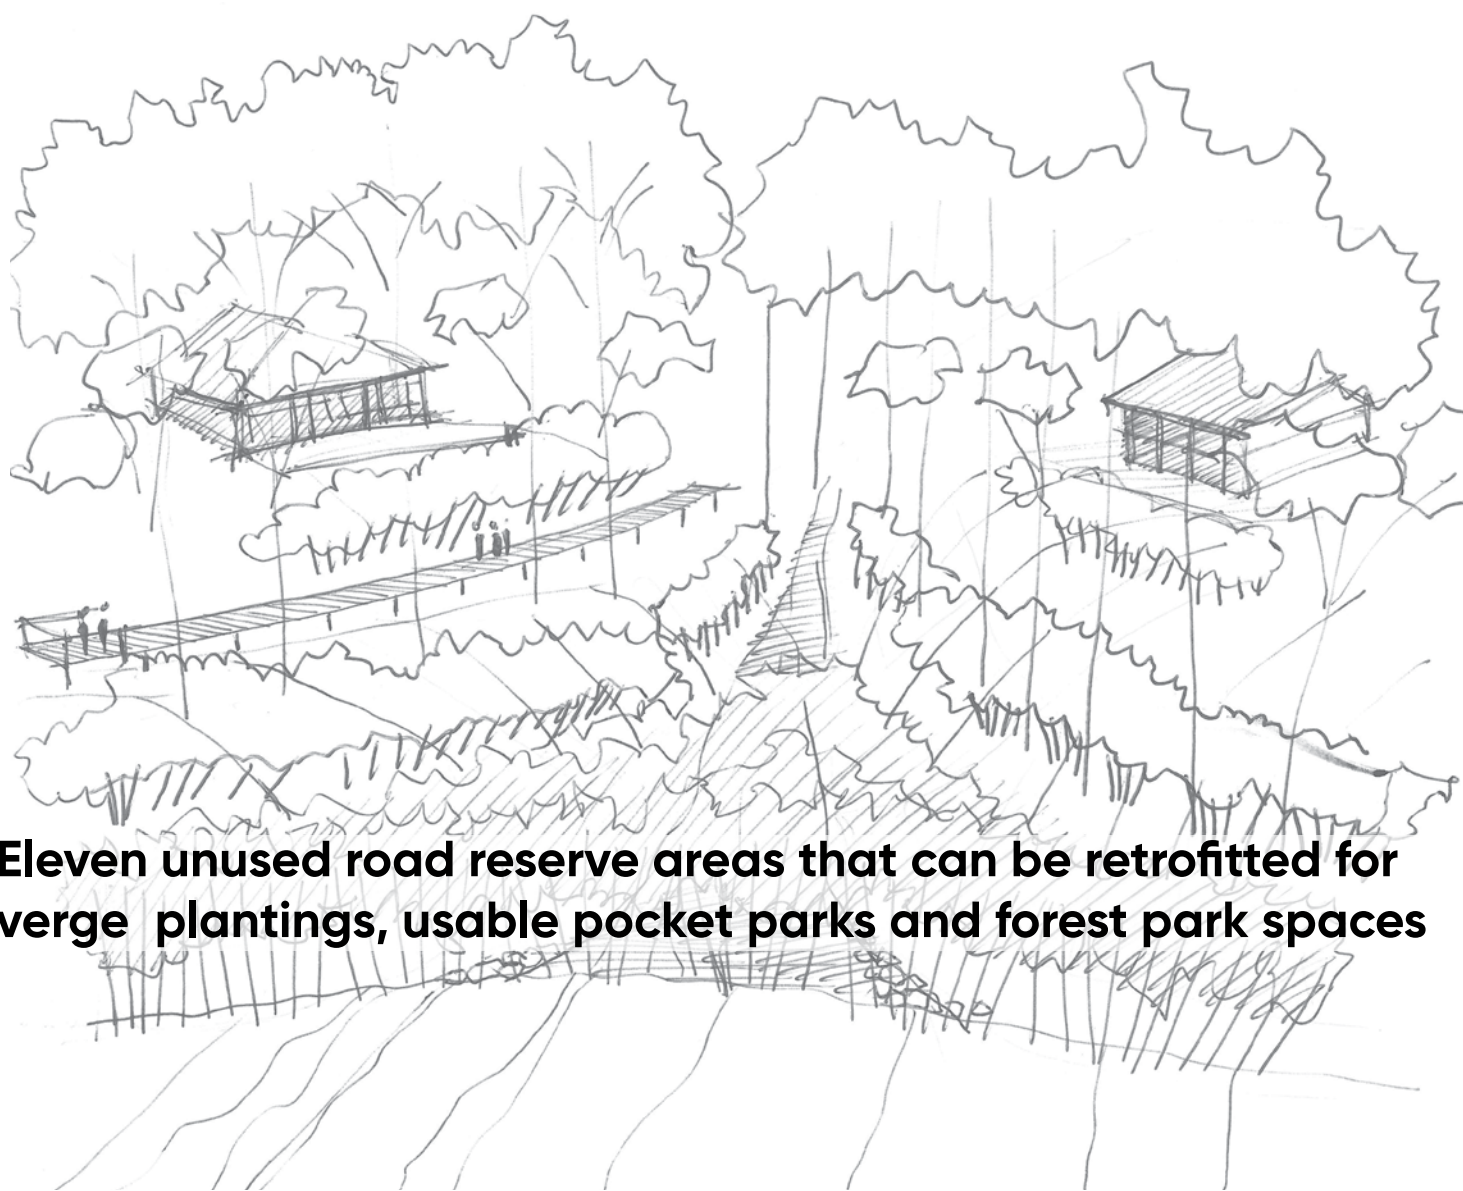 Eleven unused road reserve areas that can be retrofitted for
verge  plantings, usable pocket parks and forest park spaces